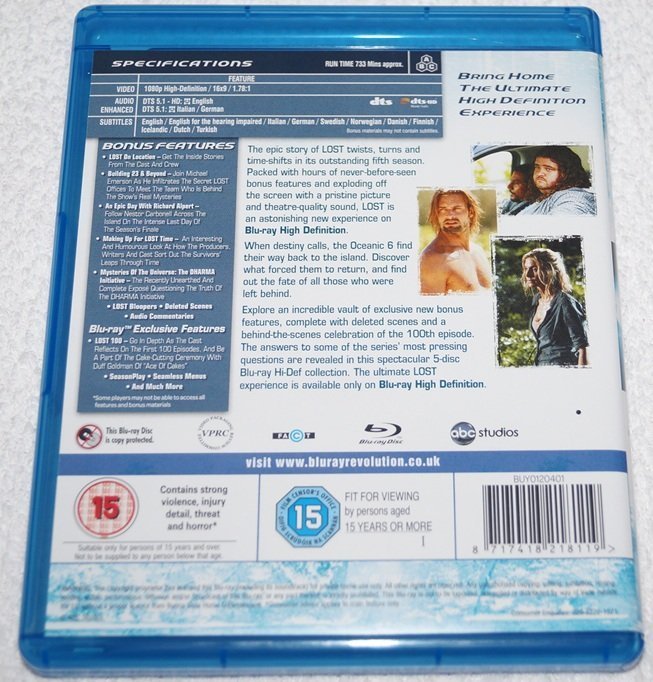 SPECIFICATIONS
RUN TIME 733 Mins approx.
ABC
FEATURE
VIDEO 1080p High-Definition / 16x9 / 1.78:1
AUDIO DTS 5.1 - HD: English
ENHANCED DTS 5.1: Italian / German
dts dts-HD
SUBTITLES English / English for the hearing impaired / Italian / German / Swedish / Norwegian / Danish / Finnish /
Icelandic / Dutch / Turkish
Bonus materials may not contain subtitles.
BRING HOME
THE ULTIMATE
HIGH DEFINITION
EXPERIENCE
BONUS FEATURES
• LOST On Location – Get The Inside Stories
From The Cast And Crew
• Building 23 & Beyond – Join Michael
Emerson As He Infiltrates The Secret LOST
Offices To Meet The Team Who Is Behind
The Show's Real Mysteries
• An Epic Day With Richard Alpert –
Follow Nestor Carbonell Across The
Island On The Intense Last Day Of
The Season's Finale
• Making Up For LOST Time – An Interesting
And Humourous Look At How The Producers,
Writers And Cast Sort Out The Survivors'
Leaps Through Time
• Mysteries Of The Universe: The DHARMA
Initiative – The Recently Unearthed And
Complete Exposé Questioning The Truth Of
The DHARMA Initiative
• LOST Bloopers • Deleted Scenes
• Audio Commentaries
Blu-ray™ Exclusive Features
• LOST 100 – Go In Depth As The Cast
Reflects On The First 100 Episodes, And Be
A Part Of The Cake-Cutting Ceremony With
Duff Goldman Of "Ace Of Cakes"
• SeasonPlay • Seamless Menus
• And Much More
*Some players may not be able to access all
features and bonus materials
The epic story of LOST twists, turns and
time-shifts in its outstanding fifth season.
Packed with hours of never-before-seen
bonus features and exploding off
the screen with a pristine picture
and theatre-quality sound, LOST is
an astonishing new experience on
Blu-ray High Definition.
When destiny calls, the Oceanic 6 find
their way back to the island. Discover
what forced them to return, and find
out the fate of all those who were
left behind.
Explore an incredible vault of exclusive new bonus
features, complete with deleted scenes and a
behind-the-scenes celebration of the 100th episode.
The answers to some of the series' most pressing
questions are revealed in this spectacular 5-disc
Blu-ray Hi-Def collection. The ultimate LOST
experience is available only on Blu-ray High Definition.
This Blu-ray Disc
is copy protected.
VPRC
FACT
Blu-ray Disc
abc studios
visit www.blurayrevolution.co.uk
15
Contains strong
violence, injury
detail, threat
and horror*
Suitable only for persons of 15 years and over.
Not to be supplied to any person below that age.
FILM CENSOR'S OFFICE
15
FIT FOR VIEWING
by persons aged
15 YEARS OR MORE
BUY0120401
8 717418 218119 >